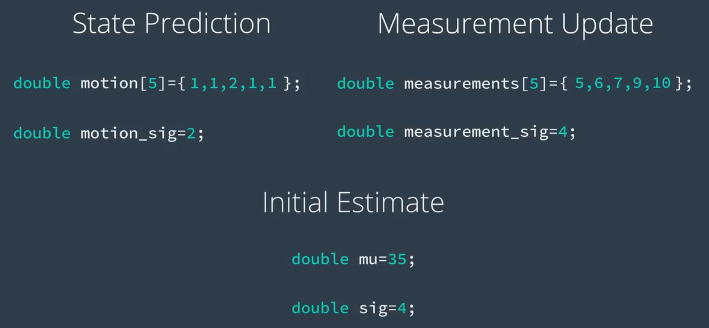 State Prediction
double motion[5]={ 1,1,2,1,1 };
double motion_sig=2;
Measurement Update
double measurements[5]={ 5,6,7,9,10 };
double measurement_sig=4;
Initial Estimate
double mu=35;
double sig=4;